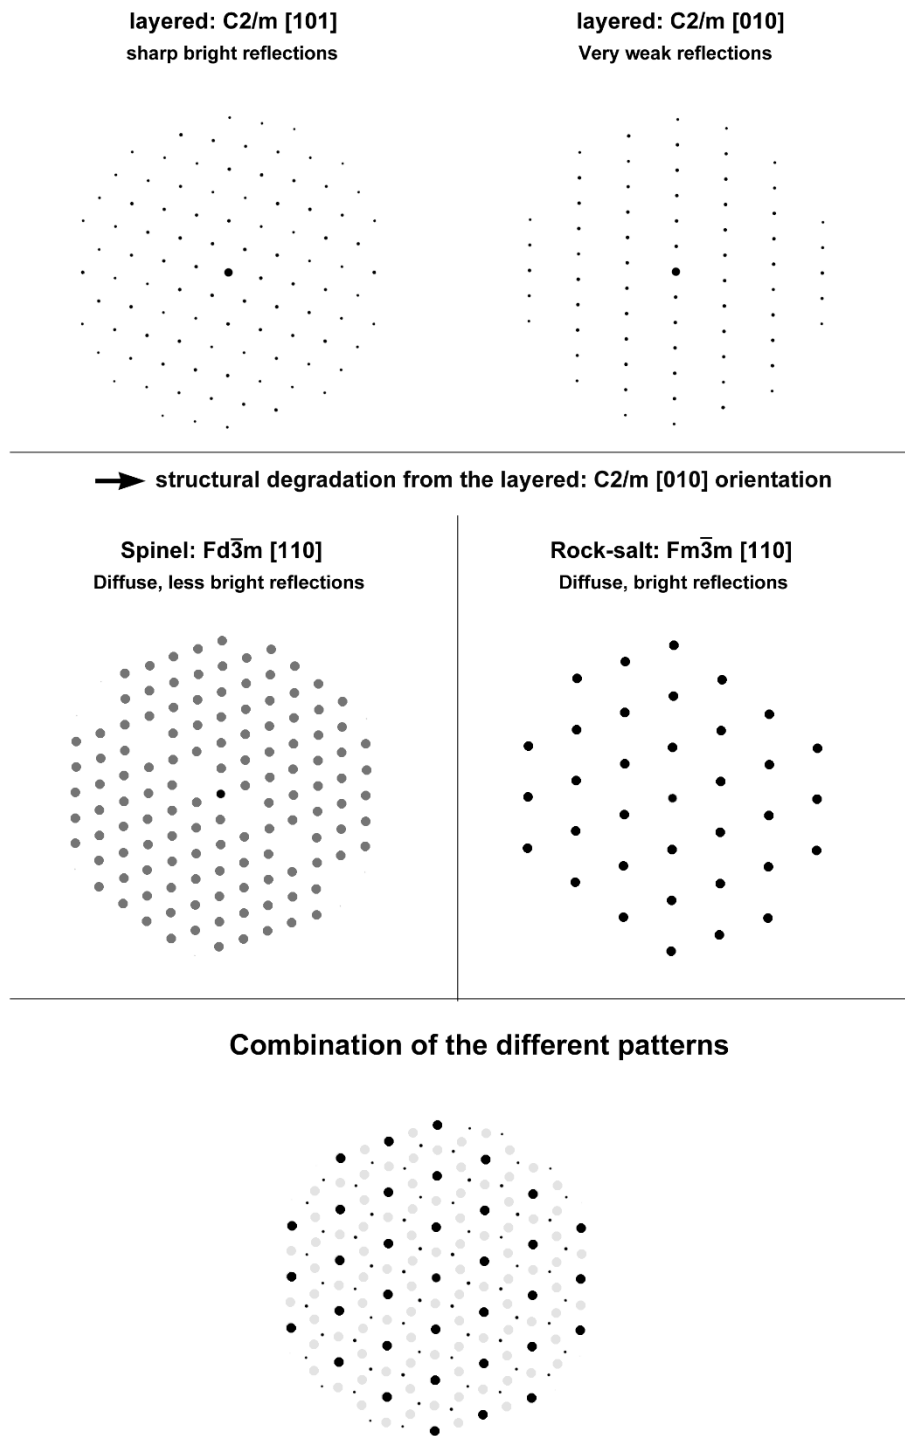 layered: C2/m [101]
sharp bright reflections
layered: C2/m [010]
Very weak reflections
structural degradation from the layered: C2/m [010] orientation
Spinel: Fd3̅m [110]
Diffuse, less bright reflections
Rock-salt: Fm3̅m [110]
Diffuse, bright reflections
Combination of the different patterns